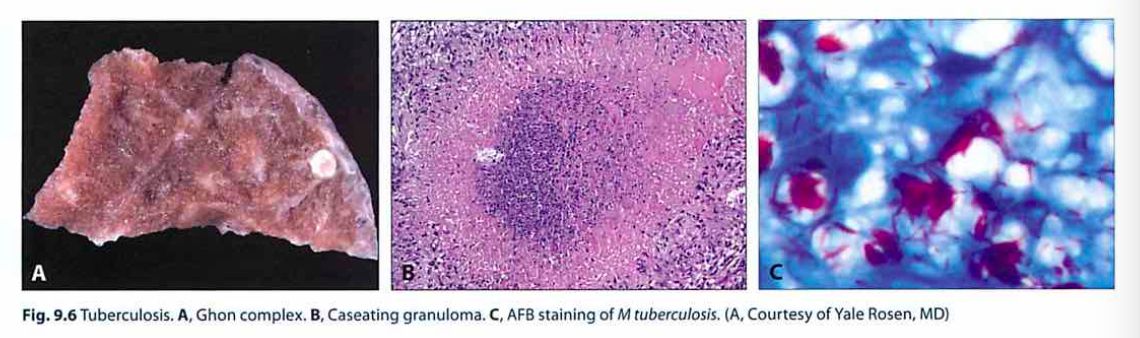 A
B
C
Fig. 9.6 Tuberculosis. A, Ghon complex. B, Caseating granuloma. C, AFB staining of M tuberculosis. (A, Courtesy of Yale Rosen, MD)